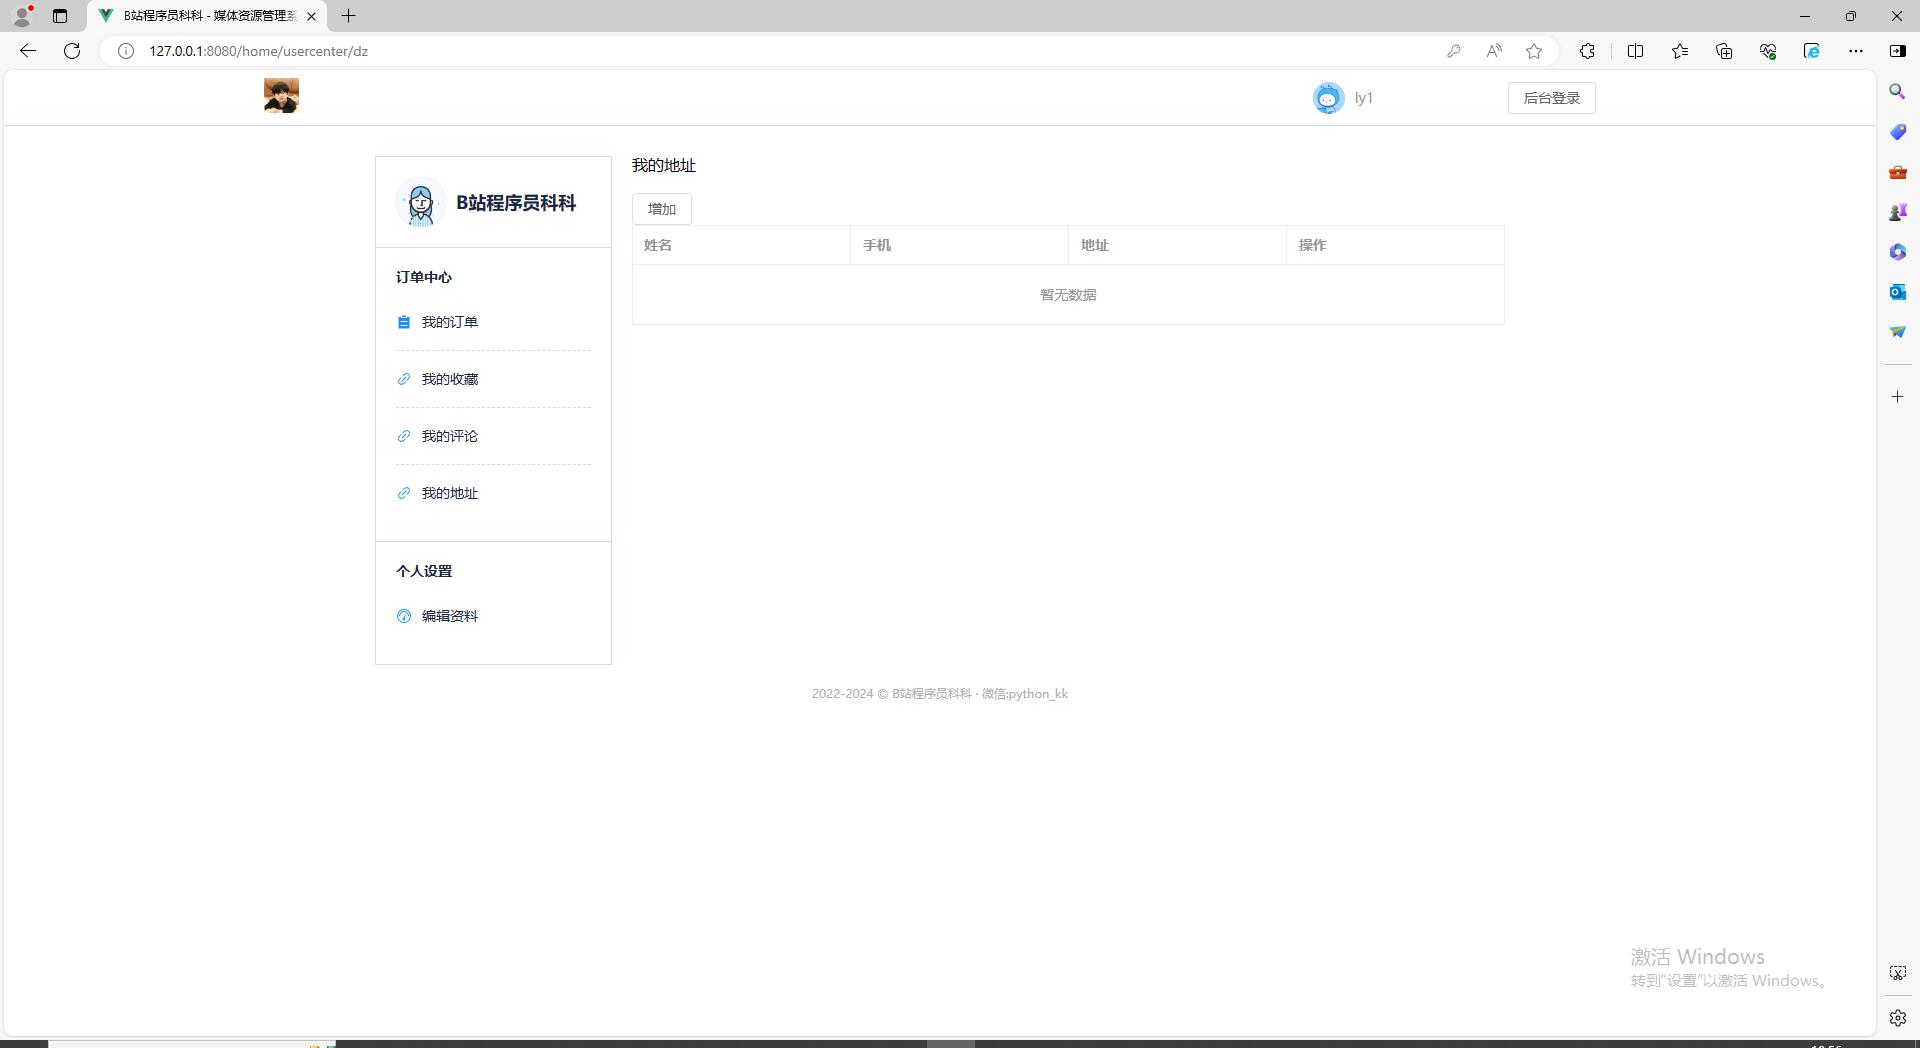 B站程序员科科 - 媒体资源管理系
127.0.0.1:8080/home/usercenter/dz
ly1
后台登录
B站程序员科科
订单中心
我的订单
我的收藏
我的评论
我的地址
个人设置
编辑资料
我的地址
增加
姓名 手机 地址 操作
暂无数据
2022-2024 © B站程序员科科 · 微信:python_kk
激活 Windows
转到"设置"以激活 Windows。